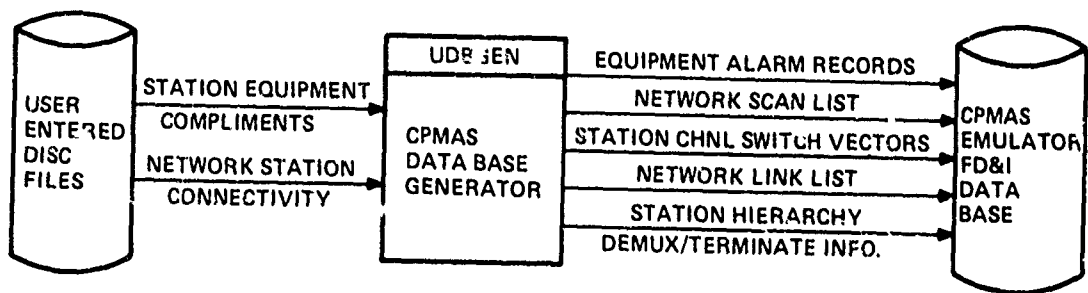 USER
ENTERED
DISC
FILES
STATION EQUIPMENT
COMPLIMENTS
NETWORK STATION
CONNECTIVITY
CPMAS
DATA BASE
GENERATOR
EQUIPMENT ALARM RECORDS
NETWORK SCAN LIST
STATION CHNL SWITCH VECTORS
NETWORK LINK LIST
STATION HIERARCHY
DEMUX/TERMINATE INFO.
CPMAS
EMULATOR
FD&I
DATA
BASE